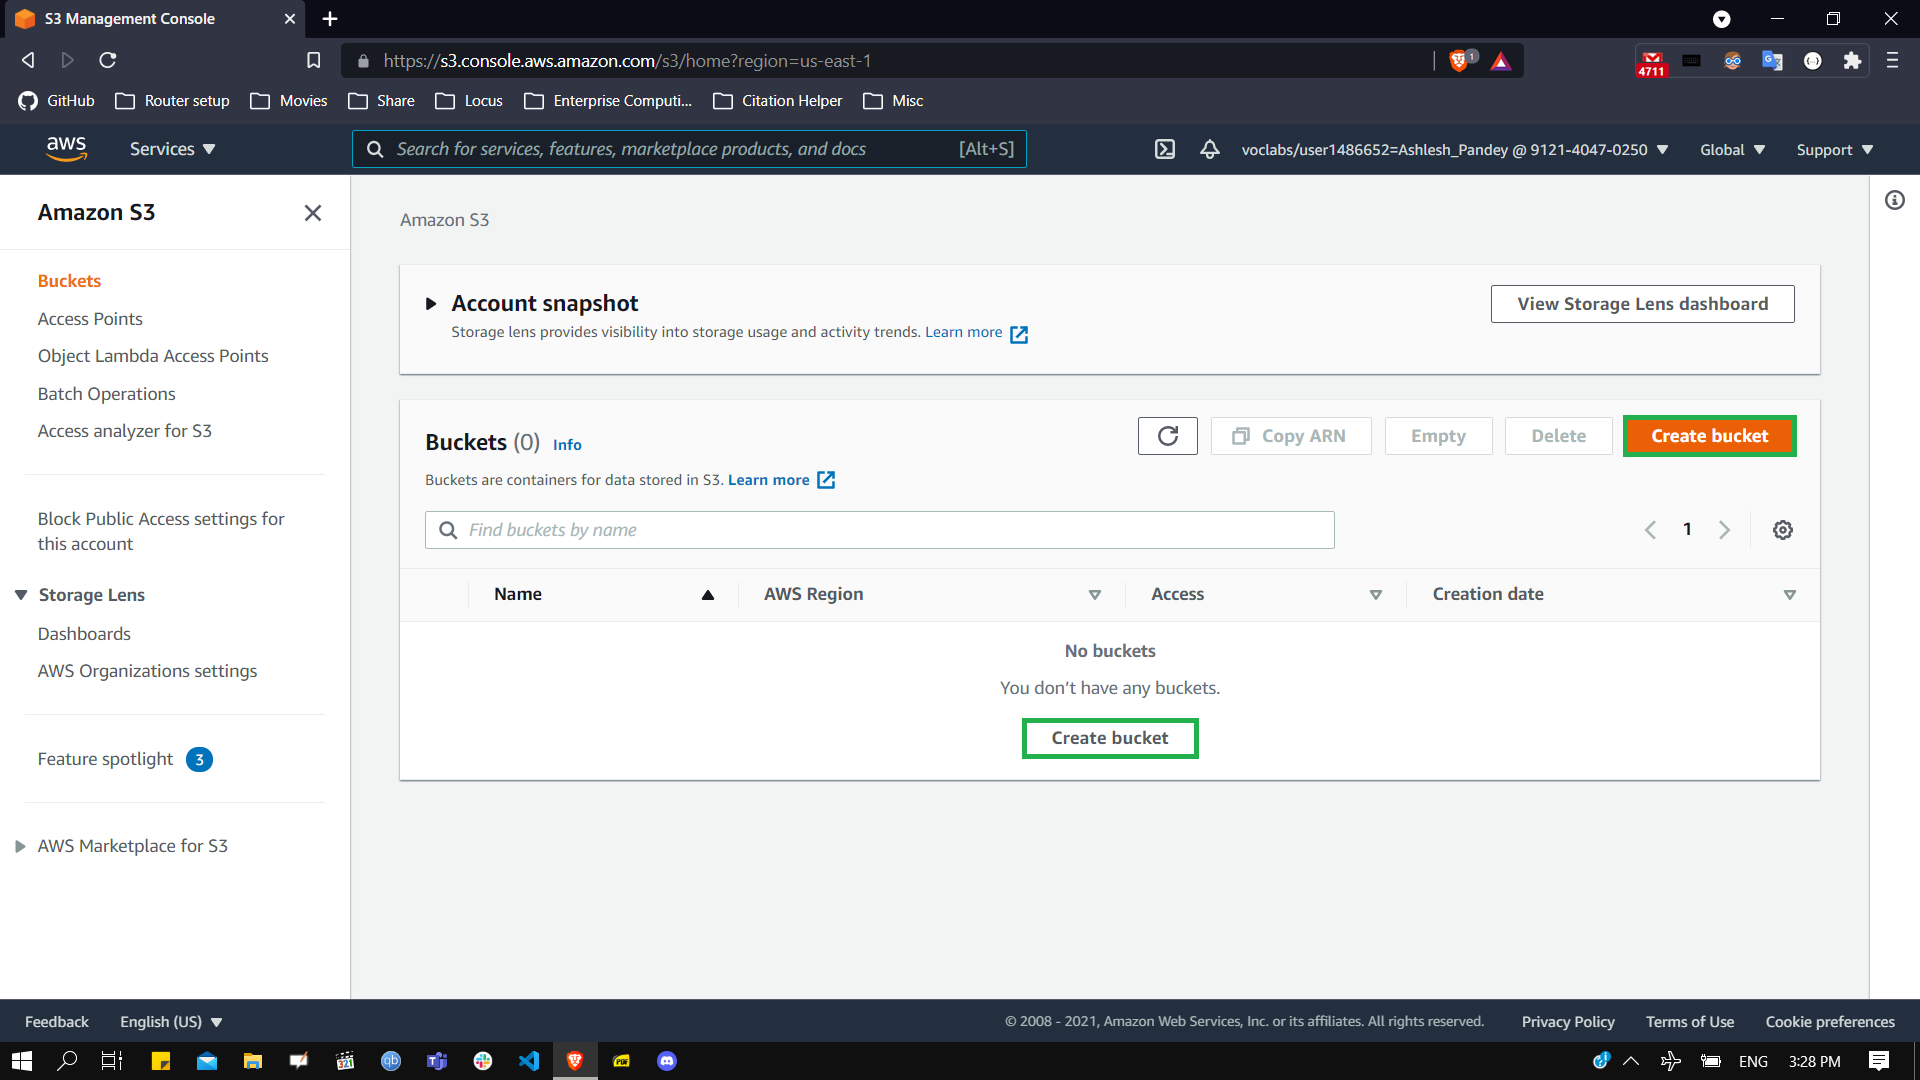 S3 Management Console
https://s3.console.aws.amazon.com/s3/home?region=us-east-1
1
4711
GitHub
Router setup
Movies
Share
Locus
Enterprise Computi...
Citation Helper
Misc
aws
Services
Search for services, features, marketplace products, and docs
[Alt+S]
voclabs/user1486652=Ashlesh_Pandey @ 9121-4047-0250
Global
Support
Amazon S3
Buckets
Access Points
Object Lambda Access Points
Batch Operations
Access analyzer for S3
Block Public Access settings for
this account
Storage Lens
Dashboards
AWS Organizations settings
Feature spotlight 3
AWS Marketplace for S3
Amazon S3
Account snapshot
Storage lens provides visibility into storage usage and activity trends. Learn more
View Storage Lens dashboard
Buckets (0) Info
Copy ARN
Empty
Delete
Create bucket
Buckets are containers for data stored in S3. Learn more
Find buckets by name
1
Name
AWS Region
Access
Creation date
No buckets
You don't have any buckets.
Create bucket
Feedback
English (US)
© 2008 - 2021, Amazon Web Services, Inc. or its affiliates. All rights reserved.
Privacy Policy
Terms of Use
Cookie preferences
321
qb
PDF
ENG
3:28 PM